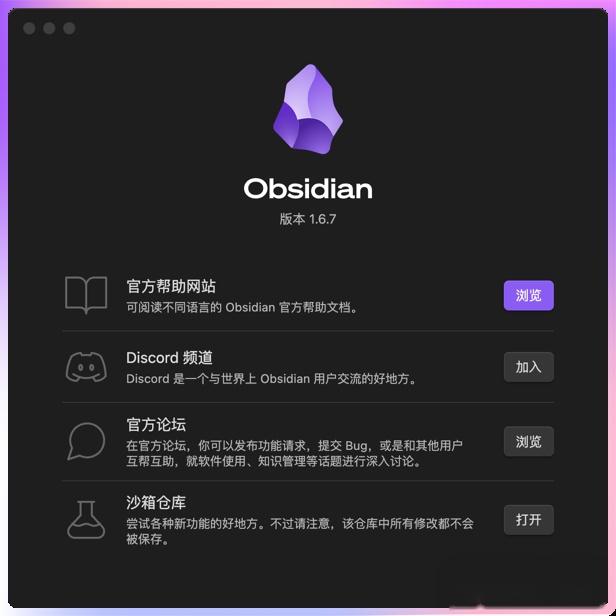 Obsidian
版本 1.6.7
官方帮助网站
可阅读不同语言的 Obsidian 官方帮助文档。
浏览
Discord 频道
Discord 是一个与世界上 Obsidian 用户交流的好地方。
加入
官方论坛
在官方论坛，你可以发布功能请求，提交 Bug，或是和其他用户
互帮互助，就软件使用、知识管理等话题进行深入讨论。
浏览
沙箱仓库
尝试各种新功能的好地方。不过请注意，该仓库中所有修改都不会
被保存。
打开